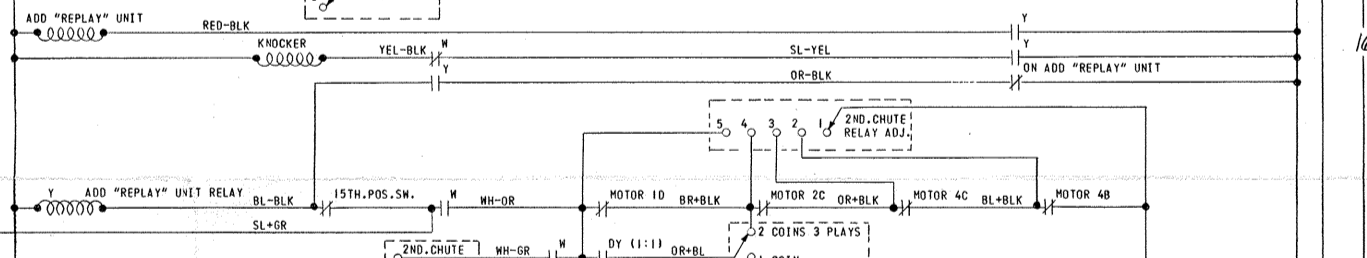 ADD "REPLAY" UNIT
RED-BLK
Y
KNOCKER
YEL-BLK
W
SL-YEL
Y
Y
OR-BLK
ON ADD "REPLAY" UNIT
5 4 3 2 1
2ND.CHUTE
RELAY ADJ.
Y
ADD "REPLAY" UNIT RELAY
BL-BLK
15TH.POS.SW.
W
WH-OR
MOTOR 1D
BR+BLK
MOTOR 2C
OR+BLK
MOTOR 4C
BL+BLK
MOTOR 4B
SL+GR
2 COINS 3 PLAYS
2ND.CHUTE
WH-GR
W
DY (1:1)
OR+BL